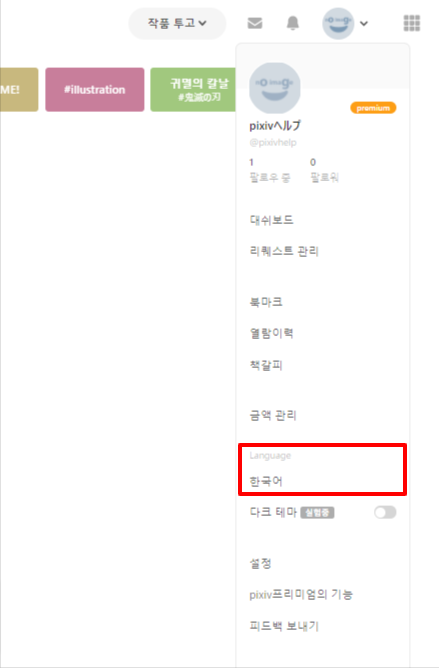 작품 투고
ME!
#illustration
귀멸의 칼날
#鬼滅の刃
premium
pixivヘルプ
@pixivhelp
1
0
팔로우 중
팔로워
대쉬보드
리퀘스트 관리
북마크
열람이력
책갈피
금액 관리
Language
한국어
다크 테마 실험중
설정
pixiv프리미엄의 기능
피드백 보내기